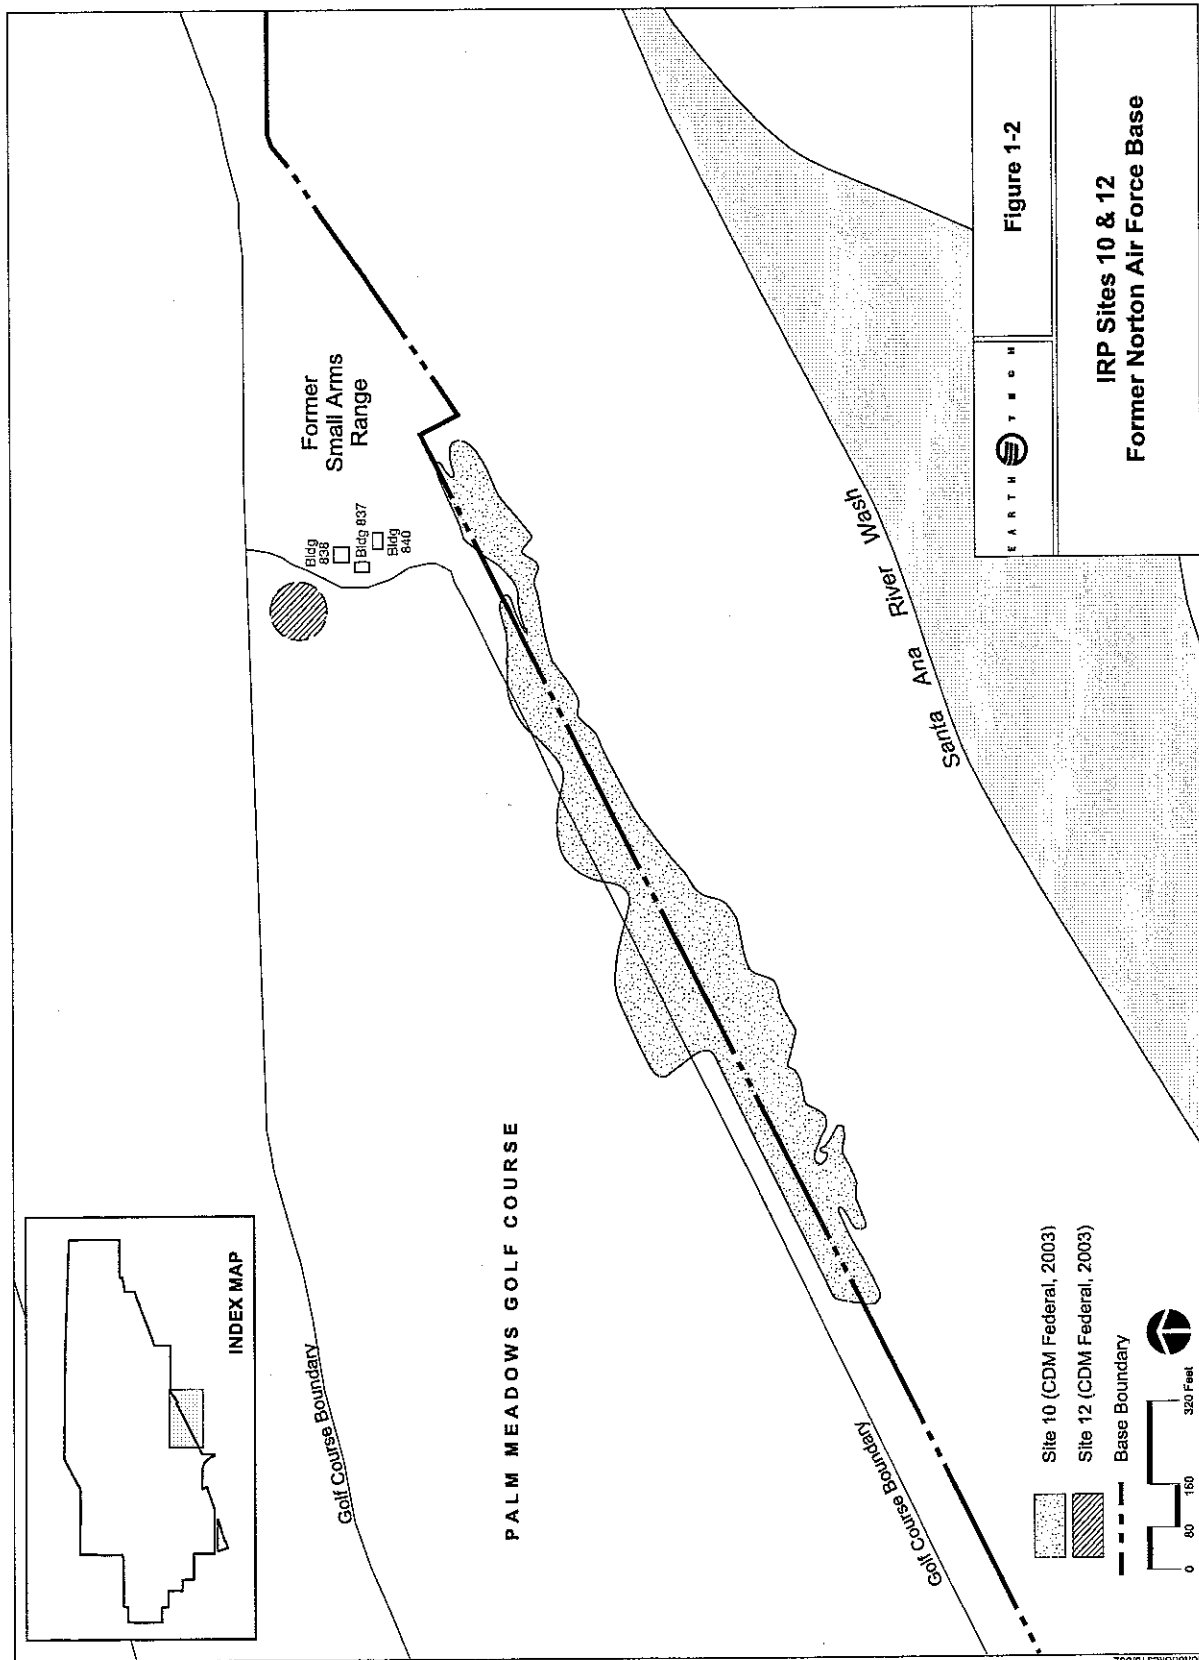 INDEX MAP
Golf Course Boundary
PALM MEADOWS GOLF COURSE
Golf Course Boundary
Former
Small Arms
Range
Bldg
838
Bldg 837
Bldg
840
Santa Ana River Wash
Site 10 (CDM Federal, 2003)
Site 12 (CDM Federal, 2003)
Base Boundary
0 80 160 320 Feet
EARTH TECH
Figure 1-2
IRP Sites 10 & 12
Former Norton Air Force Base